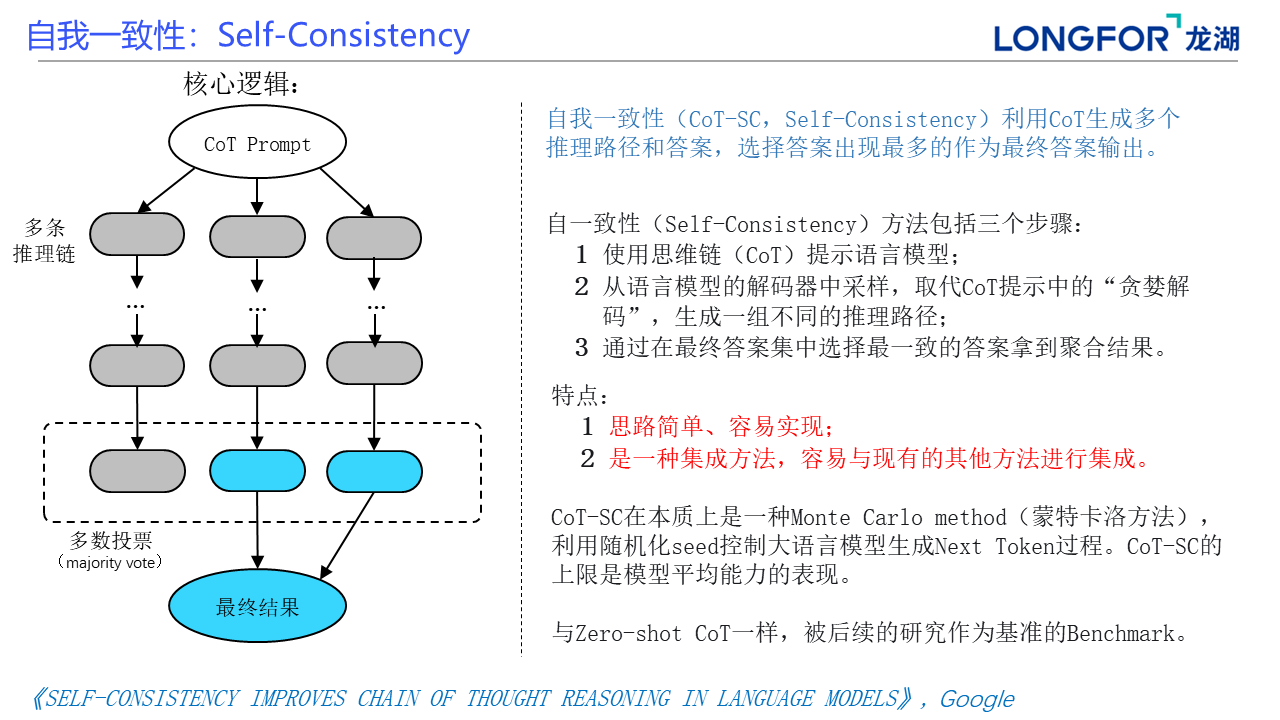 自我一致性：Self-Consistency
LONGFOR 龙湖
核心逻辑：
CoT Prompt
多条
推理链
...
...
...
多数投票
（majority vote）
最终结果
自我一致性（CoT-SC，Self-Consistency）利用CoT生成多个
推理路径和答案，选择答案出现最多的作为最终答案输出。
自一致性（Self-Consistency）方法包括三个步骤：
1 使用思维链（CoT）提示语言模型；
2 从语言模型的解码器中采样，取代CoT提示中的“贪婪解
码”，生成一组不同的推理路径；
3 通过在最终答案集中选择最一致的答案拿到聚合结果。
特点：
1 思路简单、容易实现；
2 是一种集成方法，容易与现有的其他方法进行集成。
CoT-SC在本质上是一种Monte Carlo method（蒙特卡洛方法），
利用随机化seed控制大语言模型生成Next Token过程。CoT-SC的
上限是模型平均能力的表现。
与Zero-shot CoT一样，被后续的研究作为基准的Benchmark。
《SELF-CONSISTENCY IMPROVES CHAIN OF THOUGHT REASONING IN LANGUAGE MODELS》，Google